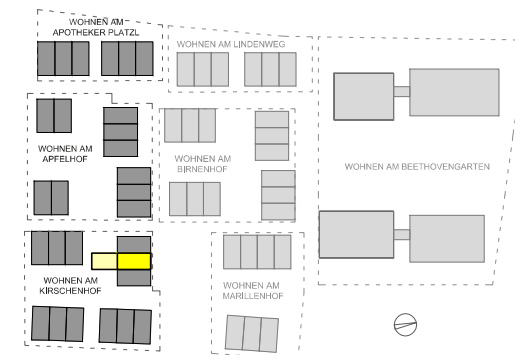 WOHNEN AM
APOTHEKER PLATZL
WOHNEN AM LINDENWEG
WOHNEN AM
APFELHOF
WOHNEN AM
BIRNENHOF
WOHNEN AM BEETHOVENGARTEN
WOHNEN AM
KIRSCHENHOF
WOHNEN AM
MARILLENHOF